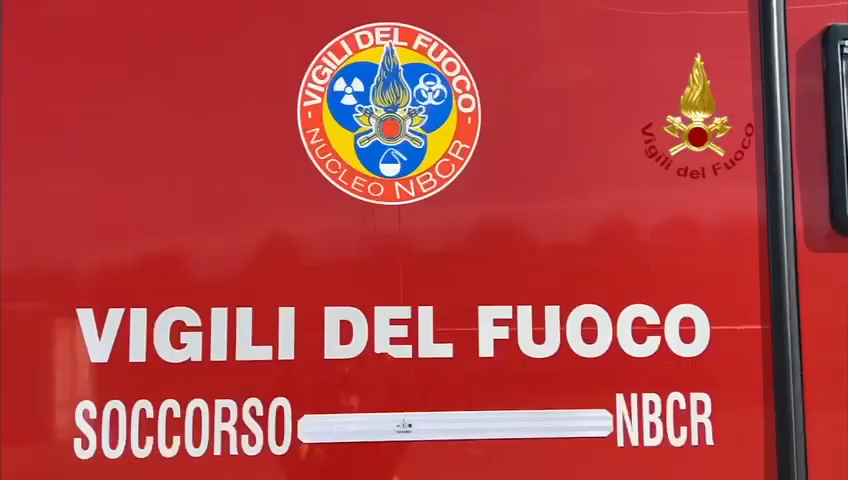 - VIGILI DEL FUOCO -
NUCLEO NBCR
Vigili del Fuoco
VIGILI DEL FUOCO
SOCCORSO NBCR